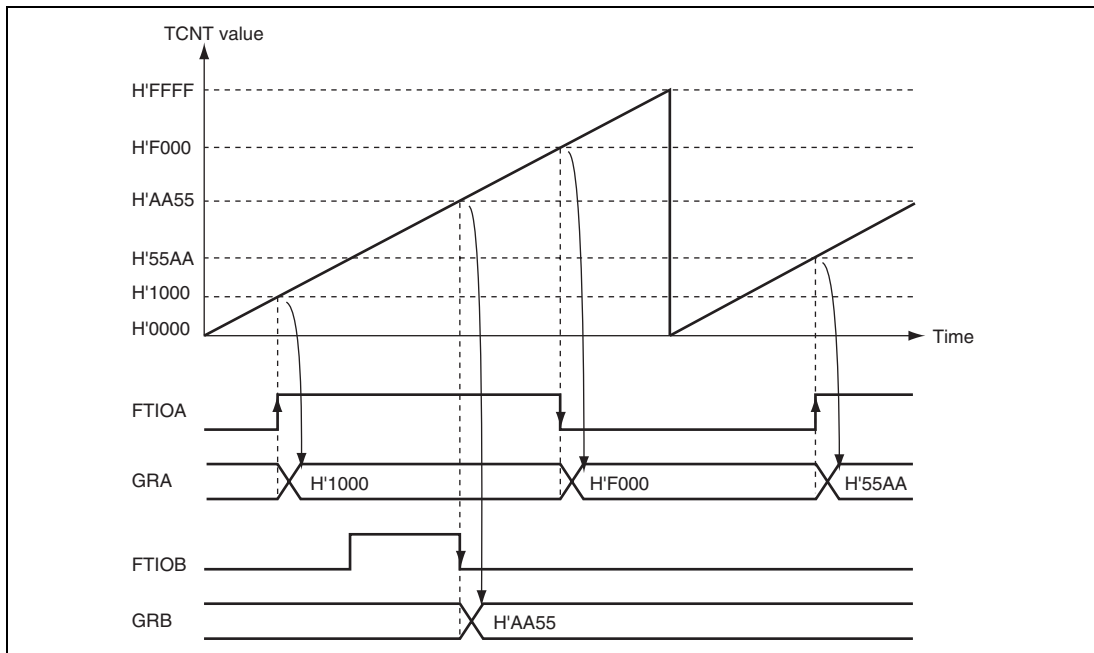 TCNT value
H'FFFF
H'F000
H'AA55
H'55AA
H'1000
H'0000
Time
FTIOA
GRA
H'1000
H'F000
H'55AA
FTIOB
GRB
H'AA55